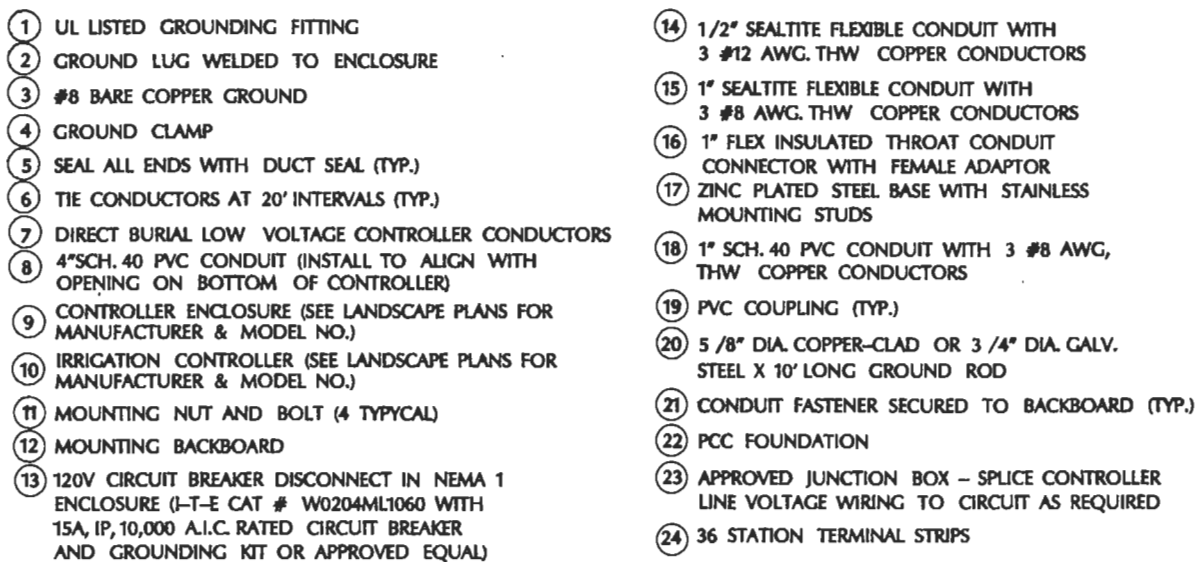 1 UL LISTED GROUNDING FITTING
2 GROUND LUG WELDED TO ENCLOSURE
3 #8 BARE COPPER GROUND
4 GROUND CLAMP
5 SEAL ALL ENDS WITH DUCT SEAL (TYP.)
6 TIE CONDUCTORS AT 20' INTERVALS (TYP.)
7 DIRECT BURIAL LOW VOLTAGE CONTROLLER CONDUCTORS
8 4"SCH. 40 PVC CONDUIT (INSTALL TO ALIGN WITH
OPENING ON BOTTOM OF CONTROLLER)
9 CONTROLLER ENCLOSURE (SEE LANDSCAPE PLANS FOR
MANUFACTURER & MODEL NO.)
10 IRRIGATION CONTROLLER (SEE LANDSCAPE PLANS FOR
MANUFACTURER & MODEL NO.)
11 MOUNTING NUT AND BOLT (4 TYPYCAL)
12 MOUNTING BACKBOARD
13 120V CIRCUIT BREAKER DISCONNECT IN NEMA 1
ENCLOSURE (I-T-E CAT # W0204ML1060 WITH
15A, IP, 10,000 A.I.C. RATED CIRCUIT BREAKER
AND GROUNDING KIT OR APPROVED EQUAL)
14 1/2" SEALTITE FLEXIBLE CONDUIT WITH
3 #12 AWG. THW COPPER CONDUCTORS
15 1" SEALTITE FLEXIBLE CONDUIT WITH
3 #8 AWG. THW COPPER CONDUCTORS
16 1" FLEX INSULATED THROAT CONDUIT
CONNECTOR WITH FEMALE ADAPTOR
17 ZINC PLATED STEEL BASE WITH STAINLESS
MOUNTING STUDS
18 1" SCH. 40 PVC CONDUIT WITH 3 #8 AWG,
THW COPPER CONDUCTORS
19 PVC COUPLING (TYP.)
20 5 /8" DIA. COPPER-CLAD OR 3 /4" DIA. GALV.
STEEL X 10' LONG GROUND ROD
21 CONDUIT FASTENER SECURED TO BACKBOARD (TYP.)
22 PCC FOUNDATION
23 APPROVED JUNCTION BOX – SPLICE CONTROLLER
LINE VOLTAGE WIRING TO CIRCUIT AS REQUIRED
24 36 STATION TERMINAL STRIPS